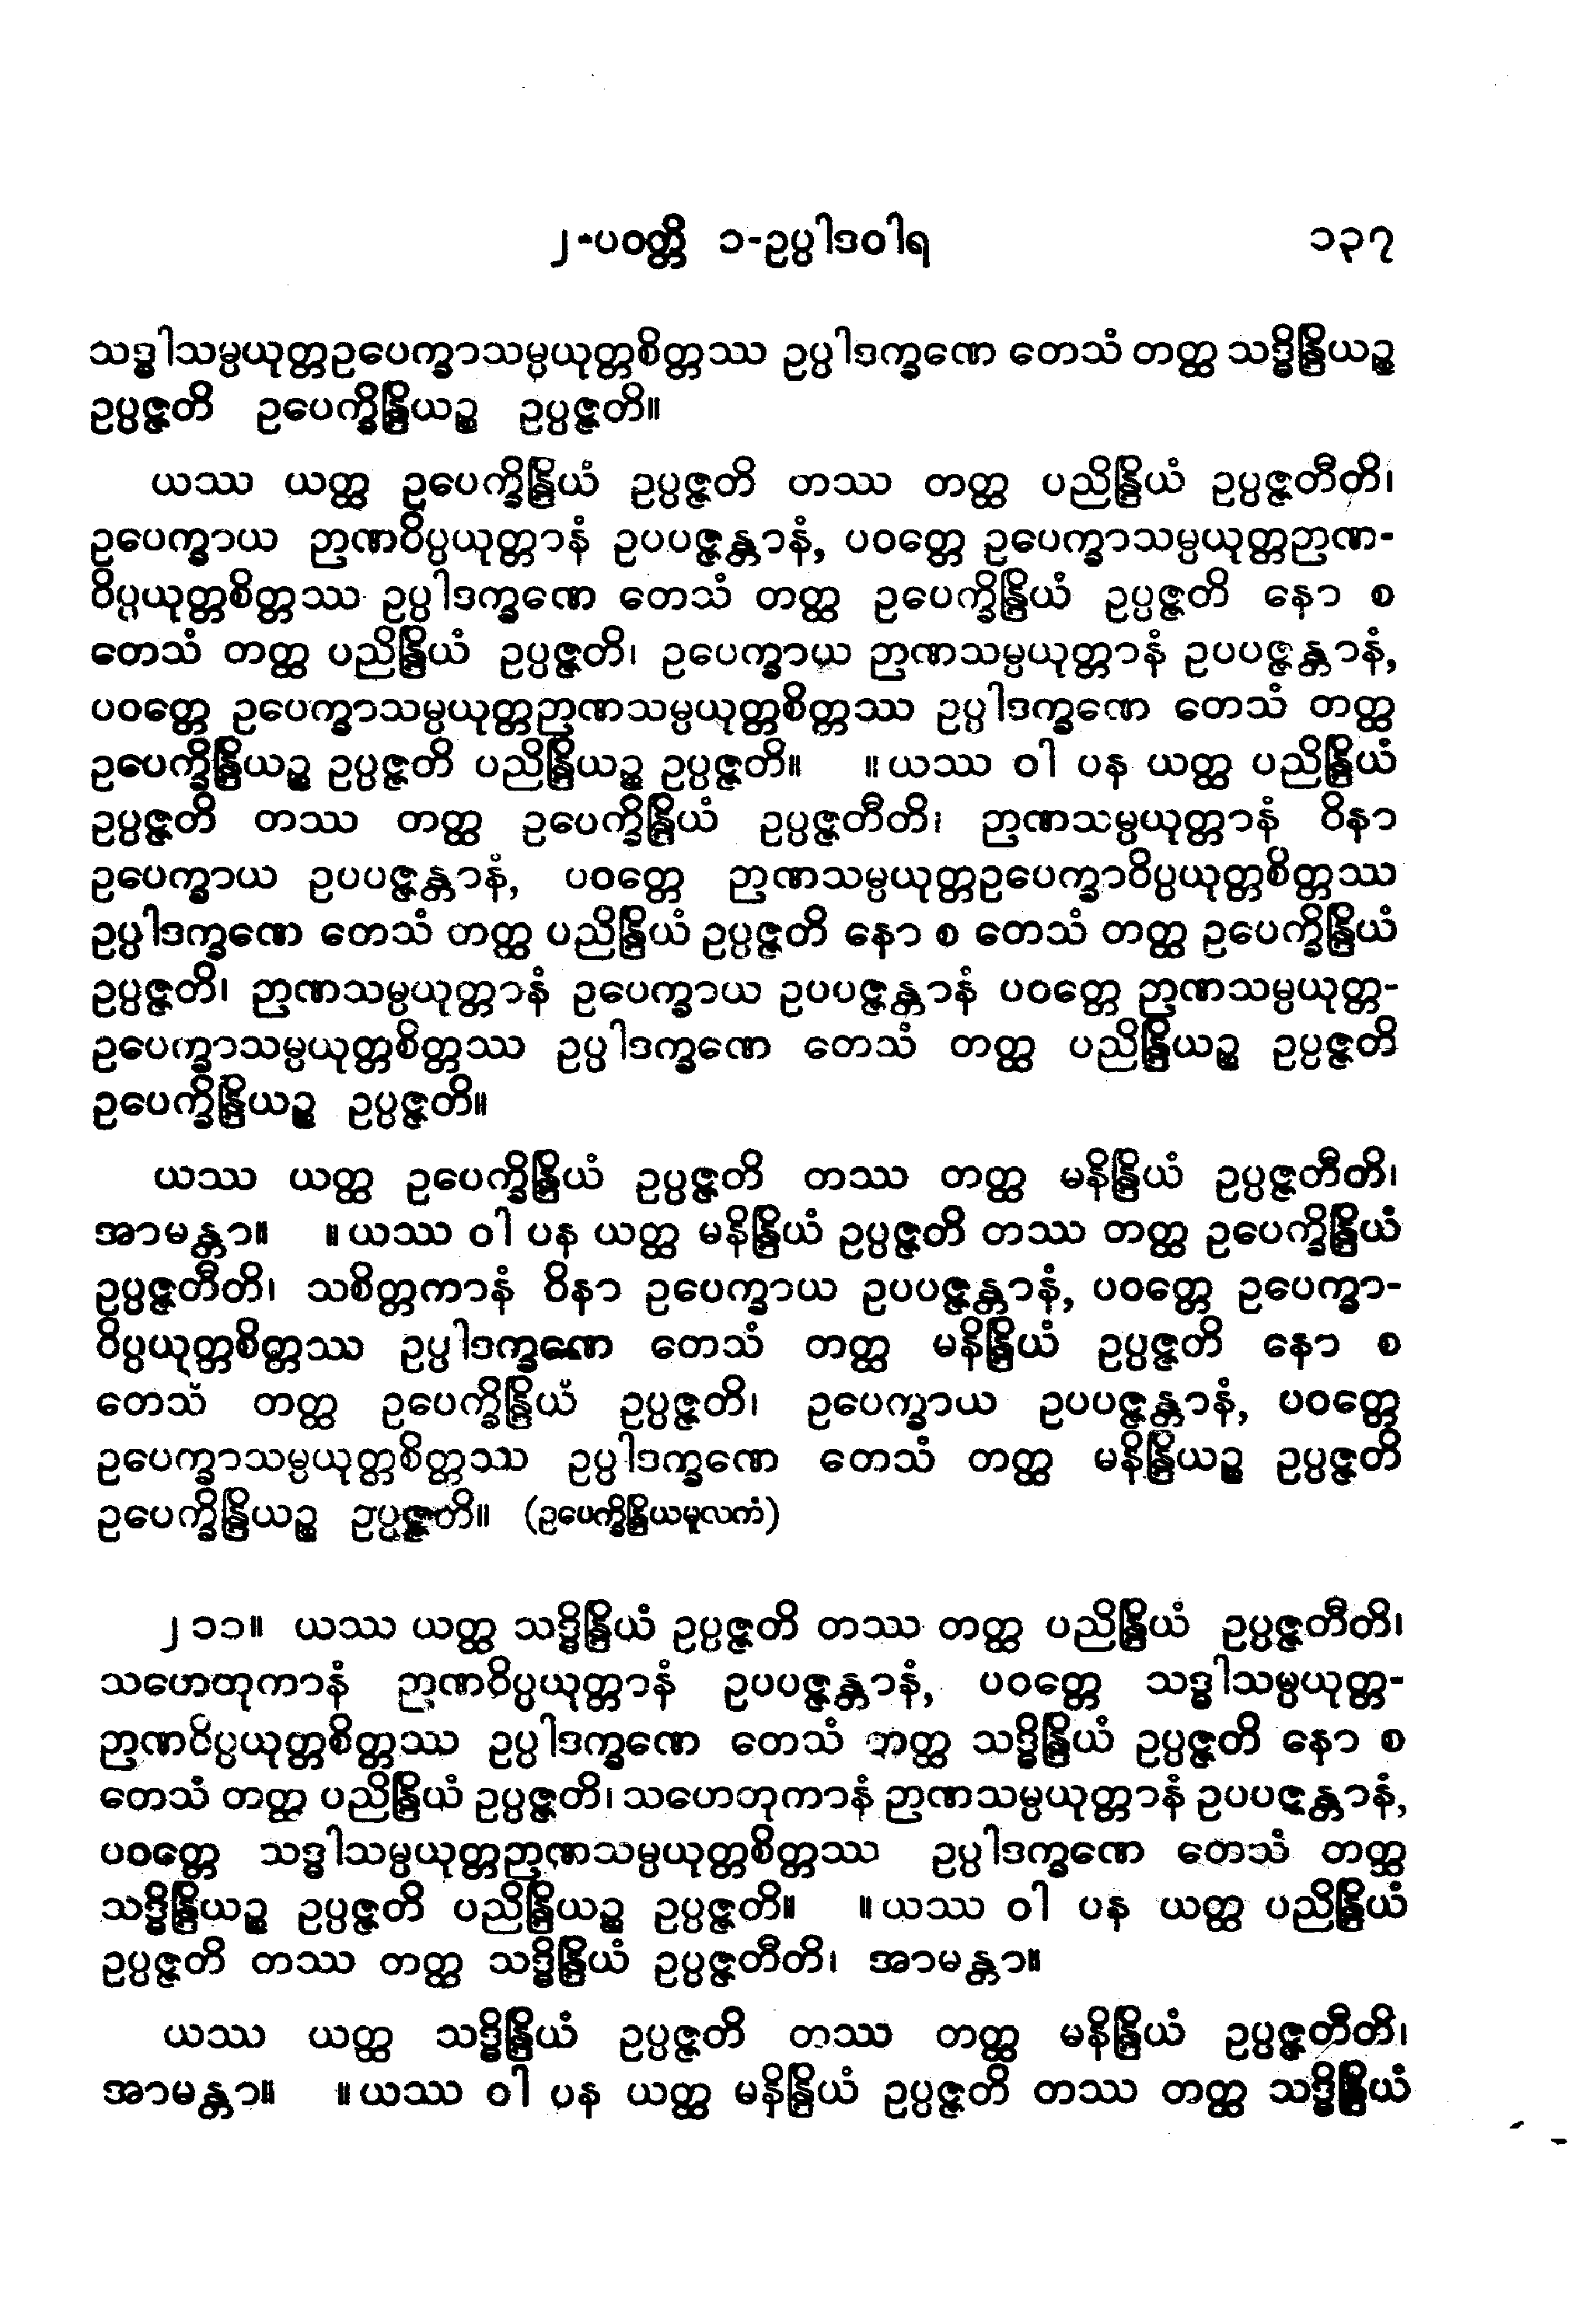 ၂-ပဝတ္တိ ၁-ဥပ္ပါဒဝါရ ၁၃၇
သဒ္ဓါသမ္ပယုတ္တဥပေက္ခာသမ္ပယုတ္တစိတ္တဿ ဥပ္ပါဒက္ခဏေ တေသံ တတ္ထ သဒ္ဓိန္ဒြိယဉ္စ
ဥပ္ပဇ္ဇတိ ဥပေက္ခိန္ဒြိယဉ္စ ဥပ္ပဇ္ဇတိ။
ယဿ ယတ္ထ ဥပေက္ခိန္ဒြိယံ ဥပ္ပဇ္ဇတိ တဿ တတ္ထ ပညိန္ဒြိယံ ဥပ္ပဇ္ဇတီတိ၊
ဥပေက္ခာယ ဉာဏဝိပ္ပယုတ္တာနံ ဥပပဇ္ဇန္တာနံ, ပဝတ္တေ ဥပေက္ခာသမ္ပယုတ္တဉာဏ-
ဝိပ္ပယုတ္တစိတ္တဿ ဥပ္ပါဒက္ခဏေ တေသံ တတ္ထ ဥပေက္ခိန္ဒြိယံ ဥပ္ပဇ္ဇတိ နော စ
တေသံ တတ္ထ ပညိန္ဒြိယံ ဥပ္ပဇ္ဇတိ၊ ဥပေက္ခာယ ဉာဏသမ္ပယုတ္တာနံ ဥပပဇ္ဇန္တာနံ,
ပဝတ္တေ ဥပေက္ခာသမ္ပယုတ္တဉာဏသမ္ပယုတ္တစိတ္တဿ ဥပ္ပါဒက္ခဏေ တေသံ တတ္ထ
ဥပေက္ခိန္ဒြိယဉ္စ ဥပ္ပဇ္ဇတိ ပညိန္ဒြိယဉ္စ ဥပ္ပဇ္ဇတိ။ ။ယဿ ဝါ ပန ယတ္ထ ပညိန္ဒြိယံ
ဥပ္ပဇ္ဇတိ တဿ တတ္ထ ဥပေက္ခိန္ဒြိယံ ဥပ္ပဇ္ဇတီတိ၊ ဉာဏသမ္ပယုတ္တာနံ ဝိနာ
ဥပေက္ခာယ ဥပပဇ္ဇန္တာနံ, ပဝတ္တေ ဉာဏသမ္ပယုတ္တဥပေက္ခာဝိပ္ပယုတ္တစိတ္တဿ
ဥပ္ပါဒက္ခဏေ တေသံ တတ္ထ ပညိန္ဒြိယံ ဥပ္ပဇ္ဇတိ နော စ တေသံ တတ္ထ ဥပေက္ခိန္ဒြိယံ
ဥပ္ပဇ္ဇတိ၊ ဉာဏသမ္ပယုတ္တာနံ ဥပေက္ခာယ ဥပပဇ္ဇန္တာနံ ပဝတ္တေ ဉာဏသမ္ပယုတ္တ-
ဥပေက္ခာသမ္ပယုတ္တစိတ္တဿ ဥပ္ပါဒက္ခဏေ တေသံ တတ္ထ ပညိန္ဒြိယဉ္စ ဥပ္ပဇ္ဇတိ
ဥပေက္ခိန္ဒြိယဉ္စ ဥပ္ပဇ္ဇတိ။
ယဿ ယတ္ထ ဥပေက္ခိန္ဒြိယံ ဥပ္ပဇ္ဇတိ တဿ တတ္ထ မနိန္ဒြိယံ ဥပ္ပဇ္ဇတီတိ၊
အာမန္တာ။ ။ယဿ ဝါ ပန ယတ္ထ မနိန္ဒြိယံ ဥပ္ပဇ္ဇတိ တဿ တတ္ထ ဥပေက္ခိန္ဒြိယံ
ဥပ္ပဇ္ဇတီတိ၊ သစိတ္တကာနံ ဝိနာ ဥပေက္ခာယ ဥပပဇ္ဇန္တာနံ, ပဝတ္တေ ဥပေက္ခာ-
ဝိပ္ပယုတ္တစိတ္တဿ ဥပ္ပါဒက္ခဏေ တေသံ တတ္ထ မနိန္ဒြိယံ ဥပ္ပဇ္ဇတိ နော စ
တေသံ တတ္ထ ဥပေက္ခိန္ဒြိယံ ဥပ္ပဇ္ဇတိ၊ ဥပေက္ခာယ ဥပပဇ္ဇန္တာနံ, ပဝတ္တေ
ဥပေက္ခာသမ္ပယုတ္တစိတ္တဿ ဥပ္ပါဒက္ခဏေ တေသံ တတ္ထ မနိန္ဒြိယဉ္စ ဥပ္ပဇ္ဇတိ
ဥပေက္ခိန္ဒြိယဉ္စ ဥပ္ပဇ္ဇတိ။ (ဥပေက္ခိန္ဒြိယမူလကံ)
၂၁၁။ ယဿ ယတ္ထ သဒ္ဓိန္ဒြိယံ ဥပ္ပဇ္ဇတိ တဿ တတ္ထ ပညိန္ဒြိယံ ဥပ္ပဇ္ဇတီတိ၊
သဟေတုကာနံ ဉာဏဝိပ္ပယုတ္တာနံ ဥပပဇ္ဇန္တာနံ, ပဝတ္တေ သဒ္ဓါသမ္ပယုတ္တ-
ဉာဏဝိပ္ပယုတ္တစိတ္တဿ ဥပ္ပါဒက္ခဏေ တေသံ တတ္ထ သဒ္ဓိန္ဒြိယံ ဥပ္ပဇ္ဇတိ နော စ
တေသံ တတ္ထ ပညိန္ဒြိယံ ဥပ္ပဇ္ဇတိ၊ သဟေတုကာနံ ဉာဏသမ္ပယုတ္တာနံ ဥပပဇ္ဇန္တာနံ,
ပဝတ္တေ သဒ္ဓါသမ္ပယုတ္တဉာဏသမ္ပယုတ္တစိတ္တဿ ဥပ္ပါဒက္ခဏေ တေသံ တတ္ထ
သဒ္ဓိန္ဒြိယဉ္စ ဥပ္ပဇ္ဇတိ ပညိန္ဒြိယဉ္စ ဥပ္ပဇ္ဇတိ။ ။ယဿ ဝါ ပန ယတ္ထ ပညိန္ဒြိယံ
ဥပ္ပဇ္ဇတိ တဿ တတ္ထ သဒ္ဓိန္ဒြိယံ ဥပ္ပဇ္ဇတီတိ၊ အာမန္တာ။
ယဿ ယတ္ထ သဒ္ဓိန္ဒြိယံ ဥပ္ပဇ္ဇတိ တဿ တတ္ထ မနိန္ဒြိယံ ဥပ္ပဇ္ဇတီတိ၊
အာမန္တာ။ ။ယဿ ဝါ ပန ယတ္ထ မနိန္ဒြိယံ ဥပ္ပဇ္ဇတိ တဿ တတ္ထ သဒ္ဓိန္ဒြိယံ